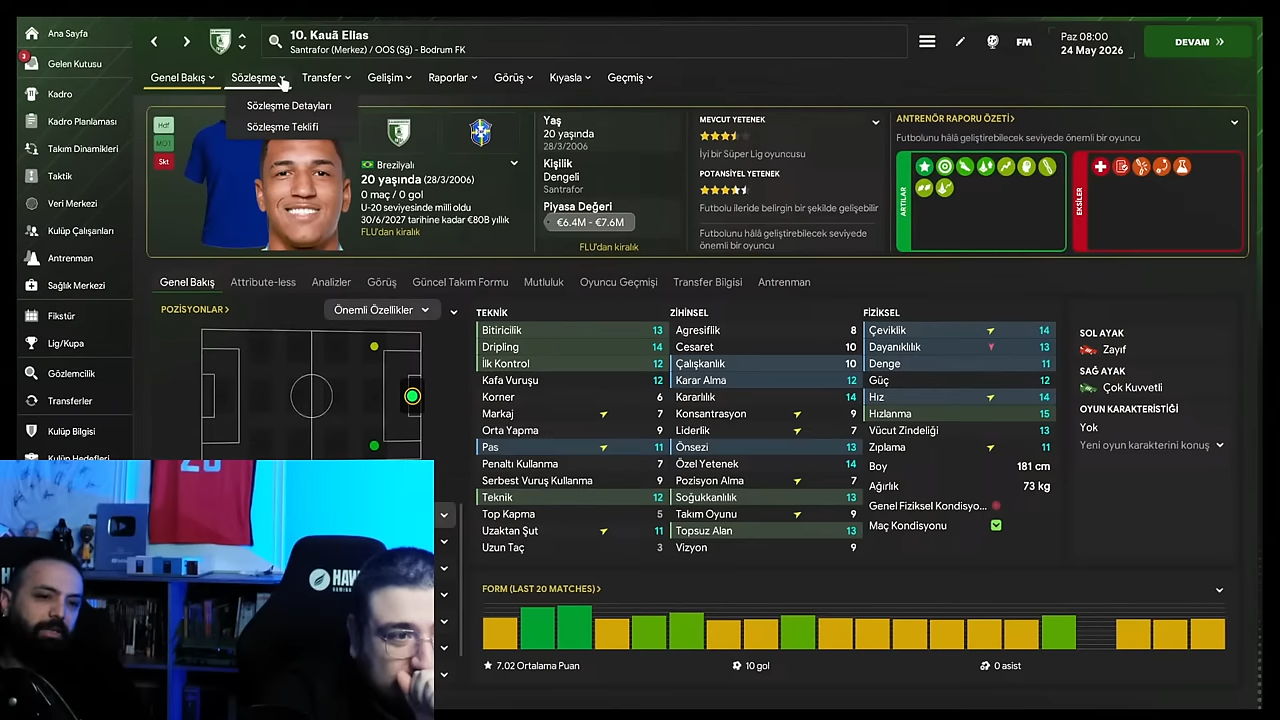 Ana Sayfa
3
Gelen Kutusu
Kadro
Kadro Planlaması
Takım Dinamikleri
Taktik
Veri Merkezi
Kulüp Çalışanları
Antrenman
Sağlık Merkezi
Fikstür
Lig/Kupa
Gözlemcilik
Transferler
Kulüp Bilgisi
Kulüp Hedefleri
10. Kauã Elias
Santrafor (Merkez) / OOS (Sğ) - Bodrum FK
FM
Paz 08:00
24 May 2026
DEVAM
Genel Bakış
Sözleşme
Transfer
Gelişim
Raporlar
Görüş
Kıyasla
Geçmiş
Sözleşme Detayları
Sözleşme Teklifi
Hdf
MO1
Skt
Brezilyalı
20 yaşında (28/3/2006)
0 maç / 0 gol
U-20 seviyesinde milli oldu
30/6/2027 tarihine kadar €80B yıllık
FLU'dan kiralık
Yaş
20 yaşında
28/3/2006
Kişilik
Dengeli
Santrafor
Piyasa Değeri
€6.4M - €7.6M
FLU'dan kiralık
MEVCUT YETENEK
İyi bir Süper Lig oyuncusu
POTANSİYEL YETENEK
Futbolu ileride belirgin bir şekilde gelişebilir
Futbolunu hâlâ geliştirebilecek seviyede
önemli bir oyuncu
ANTRENÖR RAPORU ÖZETİ
Futbolunu hâlâ geliştirebilecek seviyede önemli bir oyuncu
ARTILAR
EKSİLER
Genel Bakış
Attribute-less
Analizler
Görüş
Güncel Takım Formu
Mutluluk
Oyuncu Geçmişi
Transfer Bilgisi
Antrenman
POZİSYONLAR
Önemli Özellikler
TEKNİK
Bitiricilik 13
Dripling 14
İlk Kontrol 12
Kafa Vuruşu 12
Korner 6
Markaj 7
Orta Yapma 9
Pas 11
Penaltı Kullanma 7
Serbest Vuruş Kullanma 9
Teknik 12
Top Kapma 5
Uzaktan Şut 11
Uzun Taç 3
ZİHİNSEL
Agresiflik 8
Cesaret 10
Çalışkanlık 10
Karar Alma 12
Kararlılık 14
Konsantrasyon 9
Liderlik 7
Önsezi 13
Özel Yetenek 14
Pozisyon Alma 7
Soğukkanlılık 13
Takım Oyunu 9
Topsuz Alan 13
Vizyon 9
FİZİKSEL
Çeviklik 14
Dayanıklılık 13
Denge 11
Güç 12
Hız 14
Hızlanma 15
Vücut Zindeliği 13
Zıplama 11
Boy 181 cm
Ağırlık 73 kg
Genel Fiziksel Kondisyo...
Maç Kondisyonu
SOL AYAK
Zayıf
SAĞ AYAK
Çok Kuvvetli
OYUN KARAKTERİSTİĞİ
Yok
Yeni oyun karakterini konuş
FORM (LAST 20 MATCHES)
7.02 Ortalama Puan
10 gol
0 asist